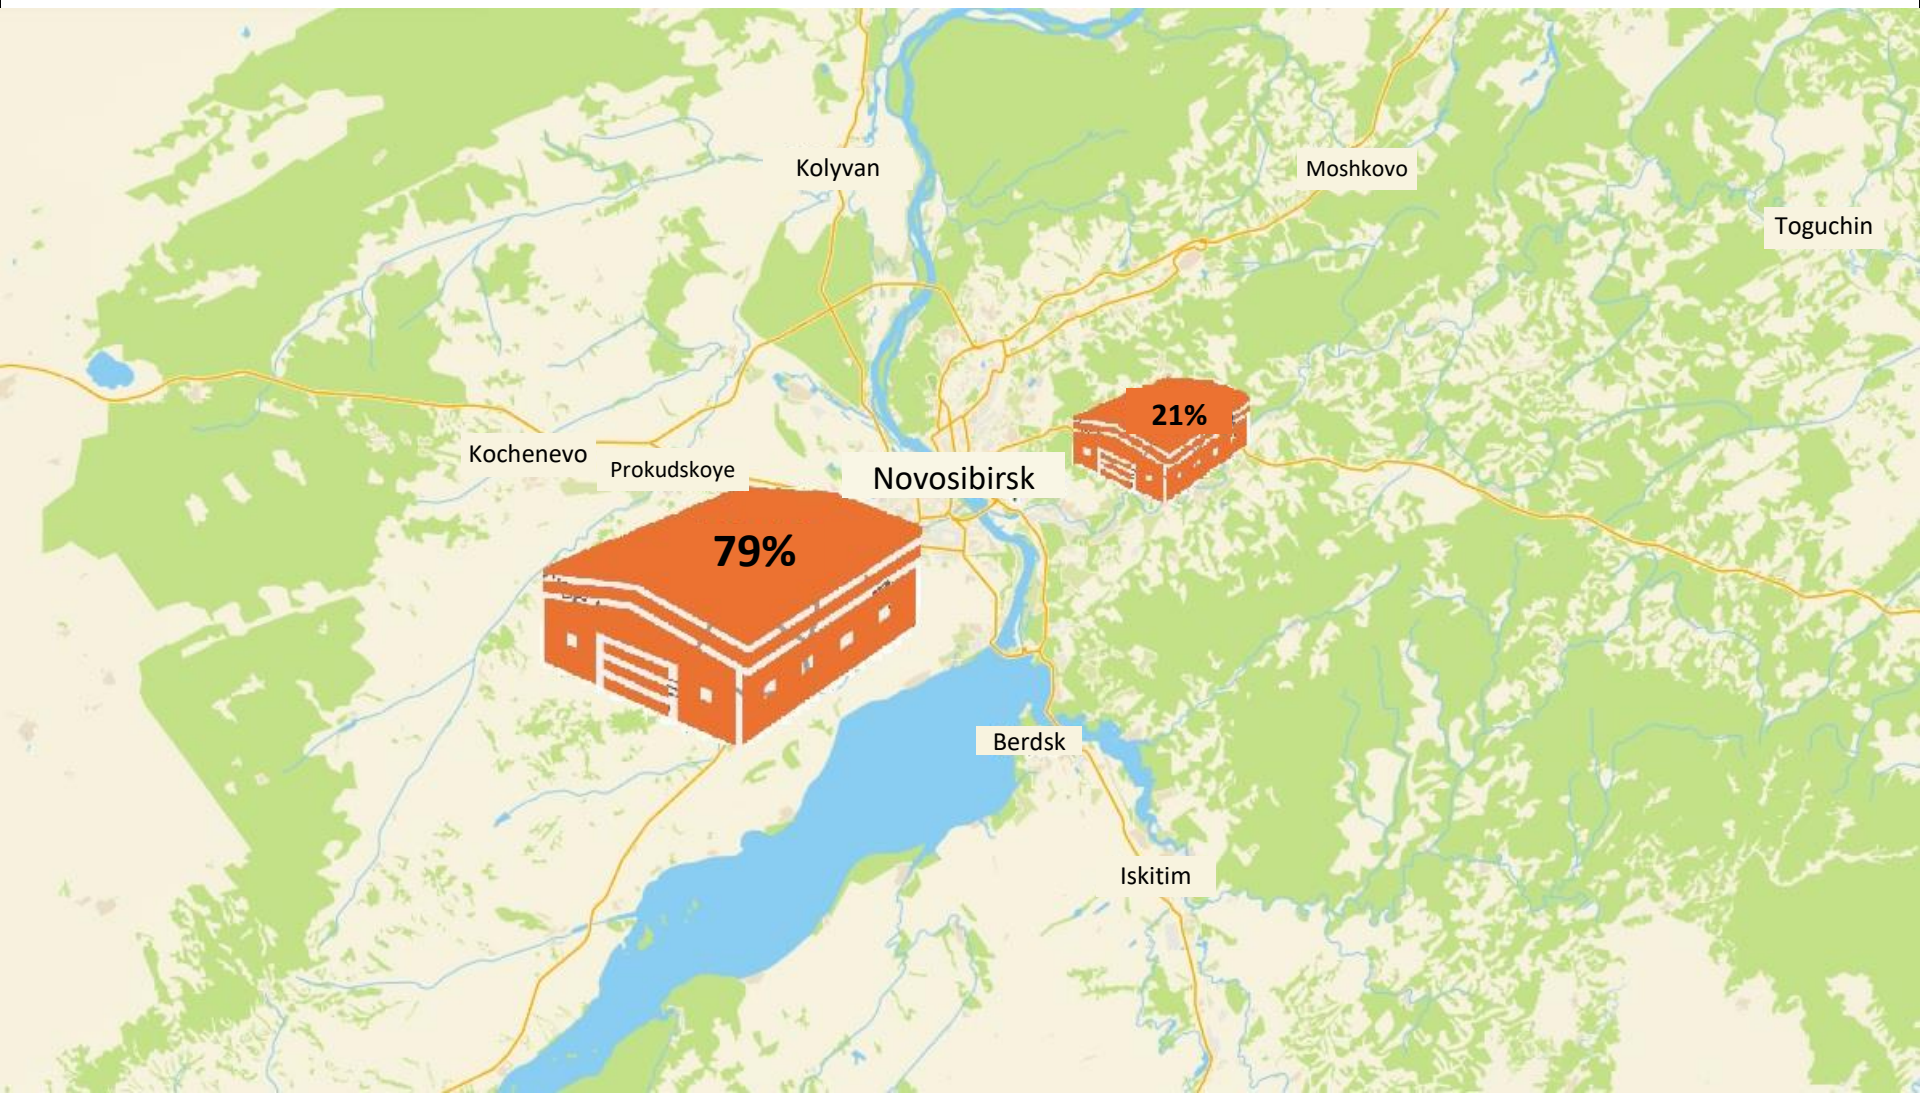 Kolyvan
Moshkovo
Toguchin
21%
Kochenevo
Prokudskoye
Novosibirsk
79%
Berdsk
Iskitim